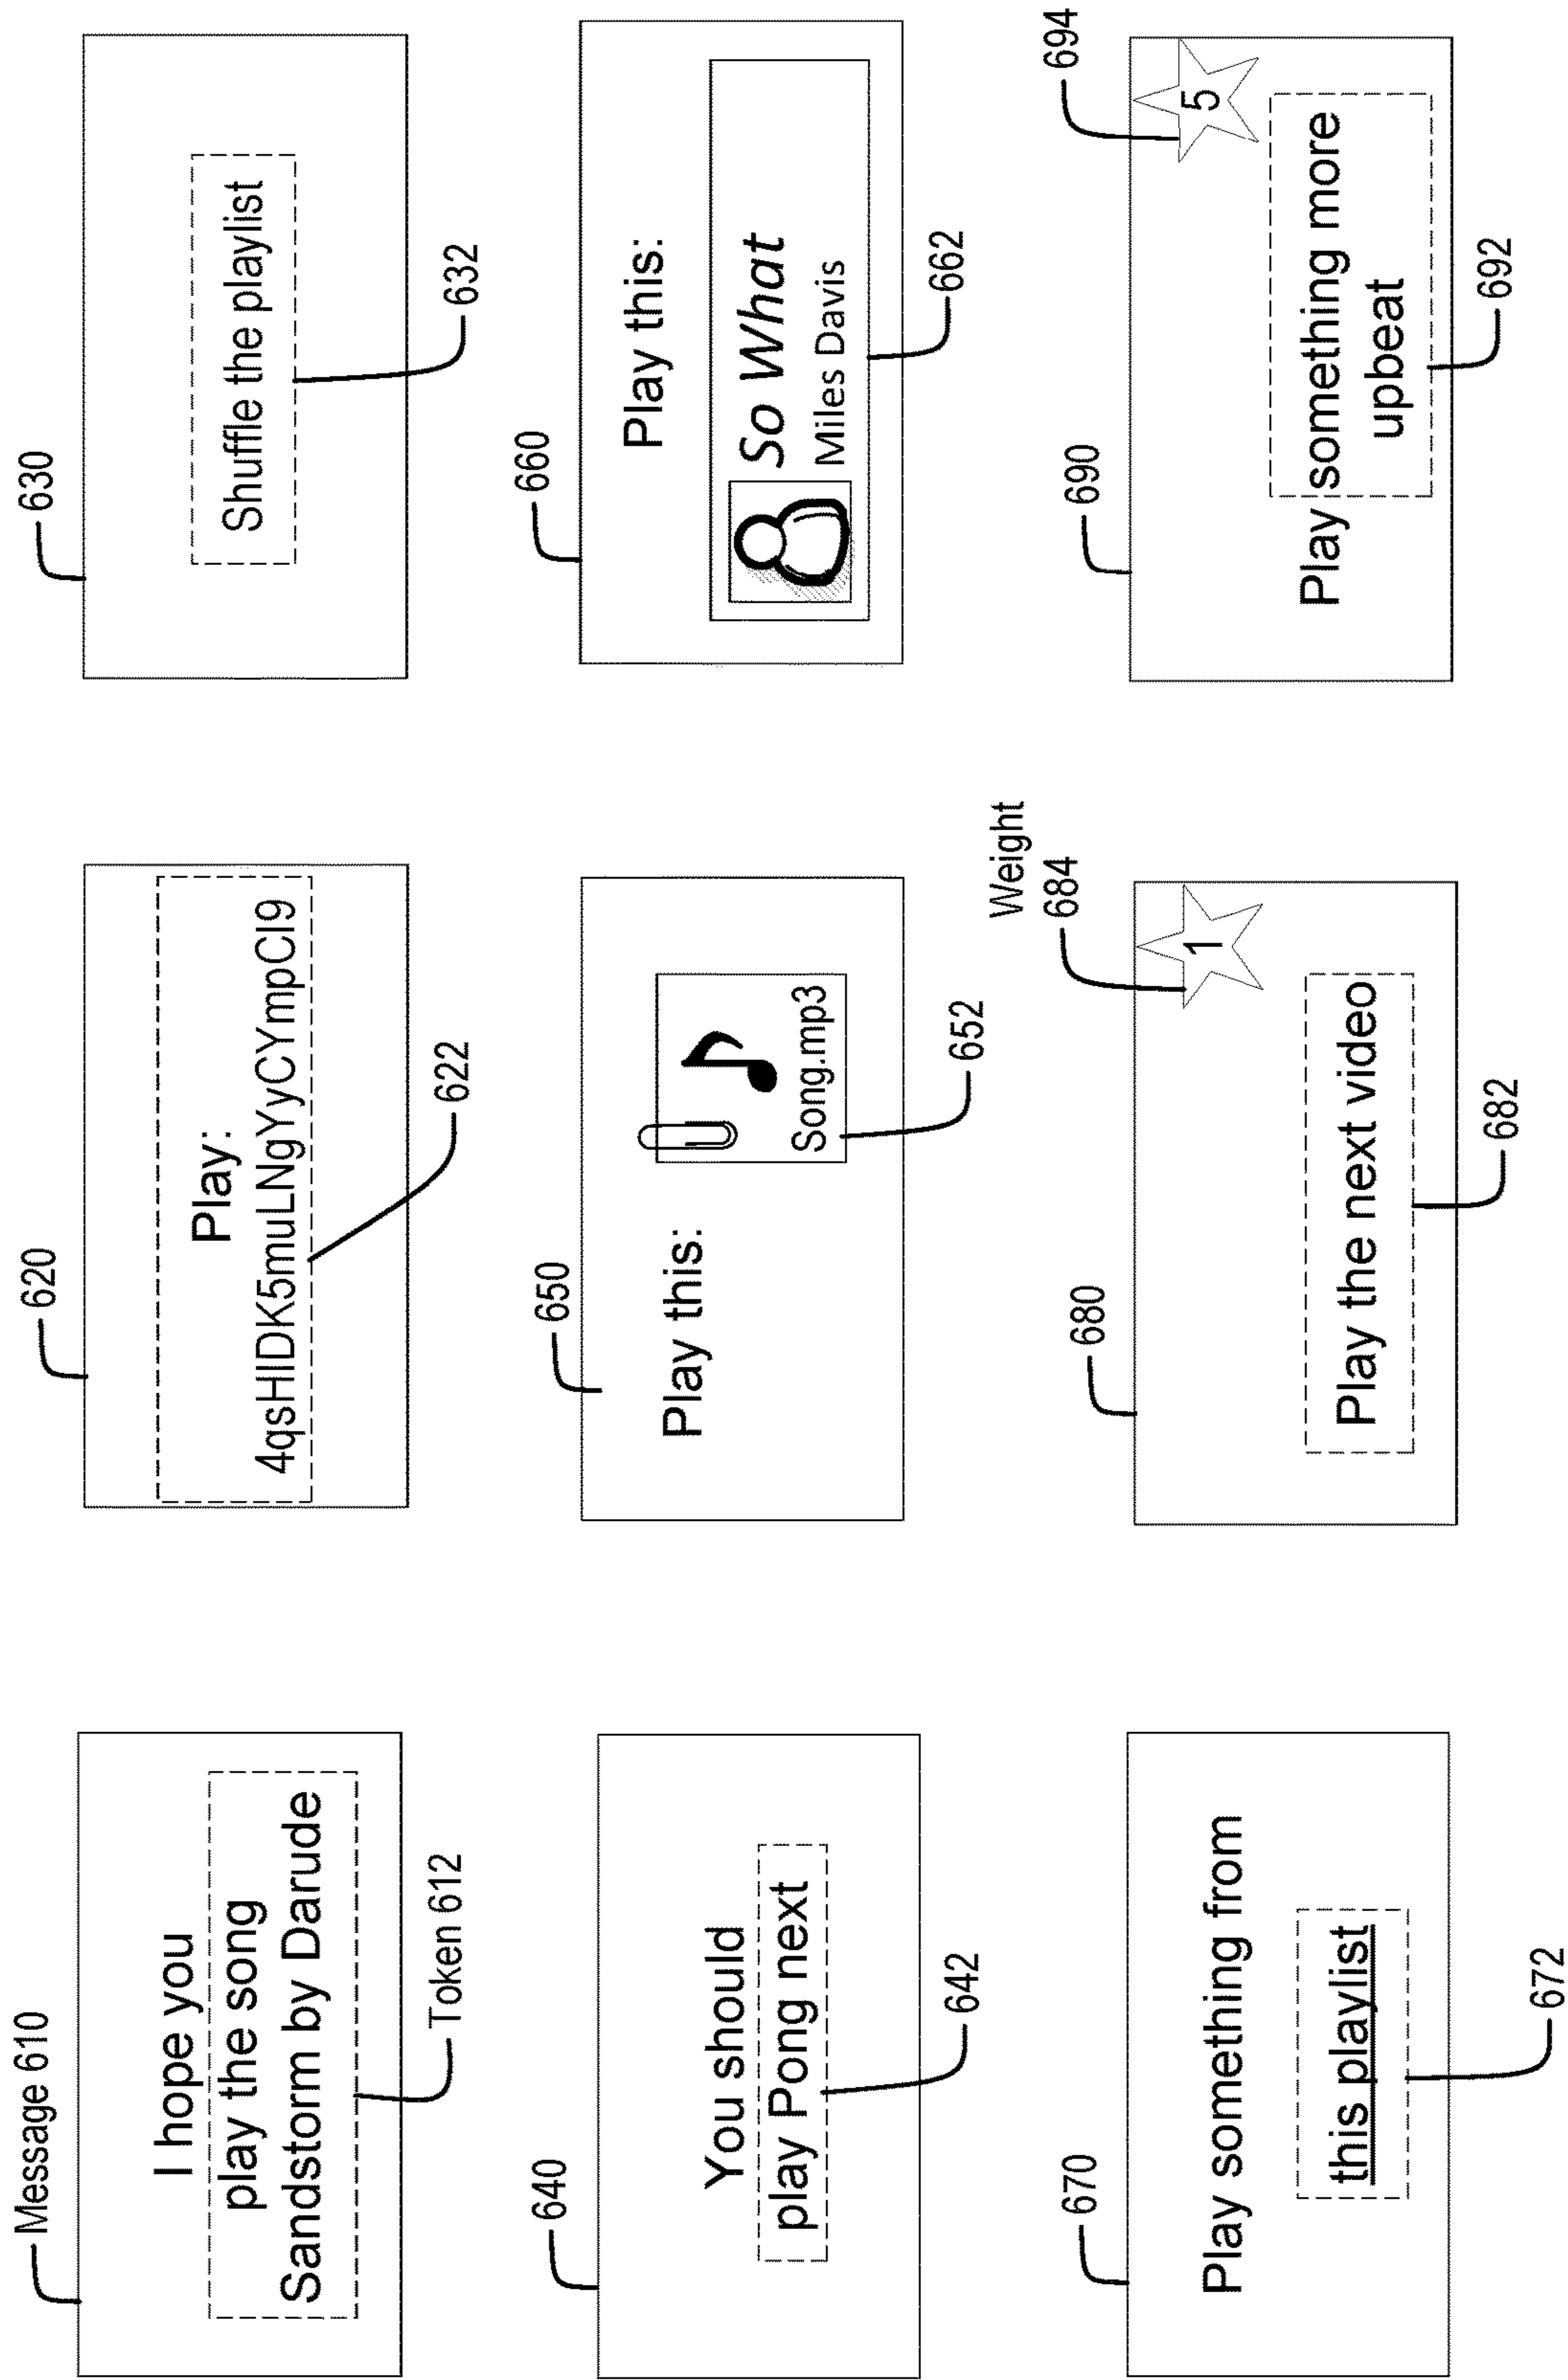 Message 610
I hope you
play the song
Sandstorm by Darude
Token 612
620
Play:
4qsHIDK5muLNgYyCYmpCI9
622
630
Shuffle the playlist
632
640
You should
play Pong next
642
650
Play this:
Song.mp3
652
660
Play this:
So What
Miles Davis
662
670
Play something from
this playlist
672
680
Weight
684
1
Play the next video
682
690
694
5
Play something more
upbeat
692